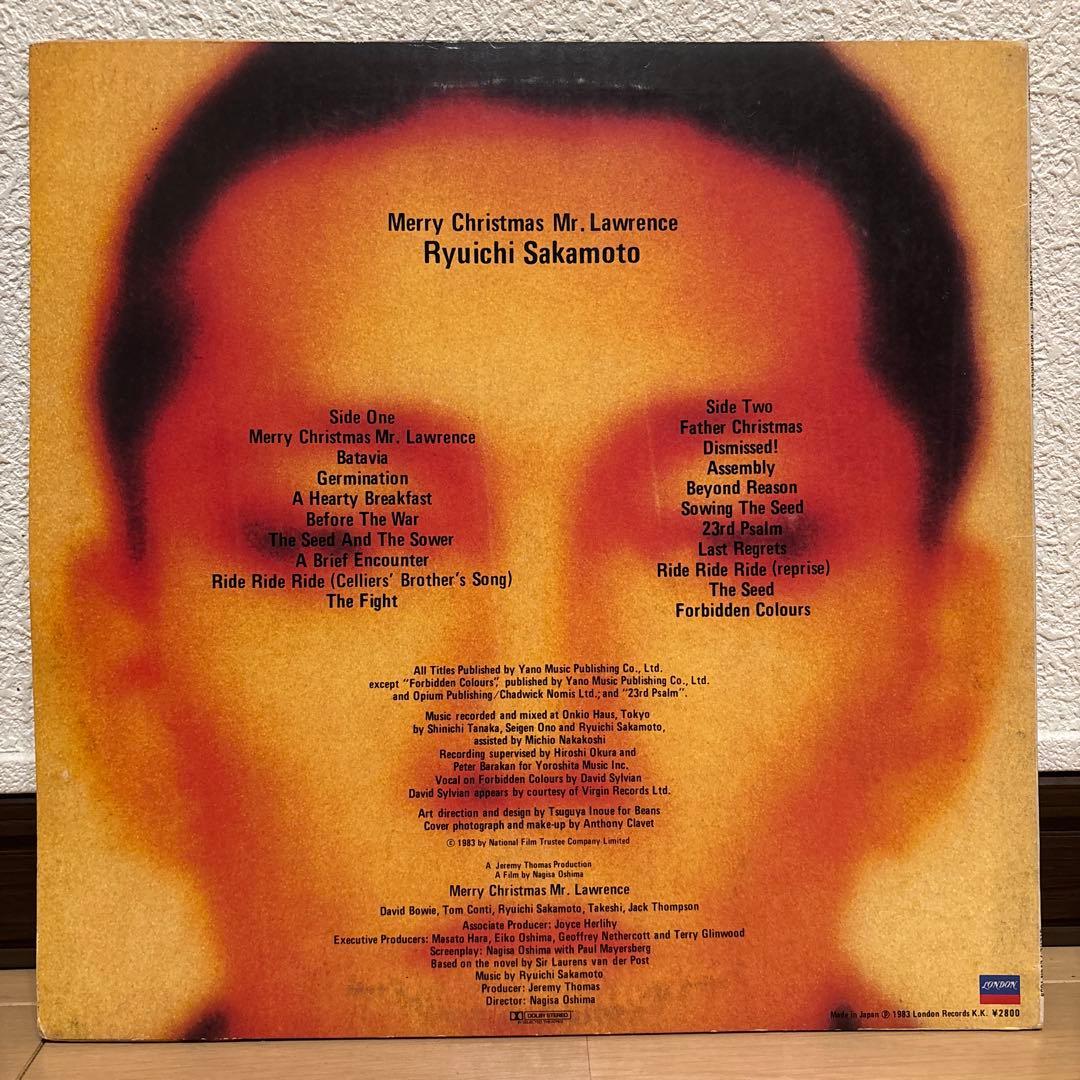 Merry Christmas Mr. Lawrence
Ryuichi Sakamoto
Side One
Merry Christmas Mr. Lawrence
Batavia
Germination
A Hearty Breakfast
Before The War
The Seed And The Sower
A Brief Encounter
Ride Ride Ride (Celliers' Brother's Song)
The Fight
Side Two
Father Christmas
Dismissed!
Assembly
Beyond Reason
Sowing The Seed
23rd Psalm
Last Regrets
Ride Ride Ride (reprise)
The Seed
Forbidden Colours
All Titles Published by Yano Music Publishing Co., Ltd.
except "Forbidden Colours", published by Yano Music Publishing Co., Ltd.
and Opium Publishing/Chadwick Nomis Ltd.; and "23rd Psalm".
Music recorded and mixed at Onkio Haus, Tokyo
by Shinichi Tanaka, Seigen Ono and Ryuichi Sakamoto,
assisted by Michio Nakakoshi
Recording supervised by Hiroshi Okura and
Peter Barakan for Yoroshita Music Inc.
Vocal on Forbidden Colours by David Sylvian
David Sylvian appears by courtesy of Virgin Records Ltd.
Art direction and design by Tsuguya Inoue for Beans
Cover photograph and make-up by Anthony Clavet
© 1983 by National Film Trustee Company Limited
A Jeremy Thomas Production
A Film by Nagisa Oshima
Merry Christmas Mr. Lawrence
David Bowie, Tom Conti, Ryuichi Sakamoto, Takeshi, Jack Thompson
Associate Producer: Joyce Herlihy
Executive Producers: Masato Hara, Eiko Oshima, Geoffrey Nethercott and Terry Glinwood
Screenplay: Nagisa Oshima with Paul Mayersberg
Based on the novel by Sir Laurens van der Post
Music by Ryuichi Sakamoto
Producer: Jeremy Thomas
Director: Nagisa Oshima
DOLBY STEREO
IN SELECTED THEATRES
LONDON
Made in Japan ℗ 1983 London Records K.K. ¥2800